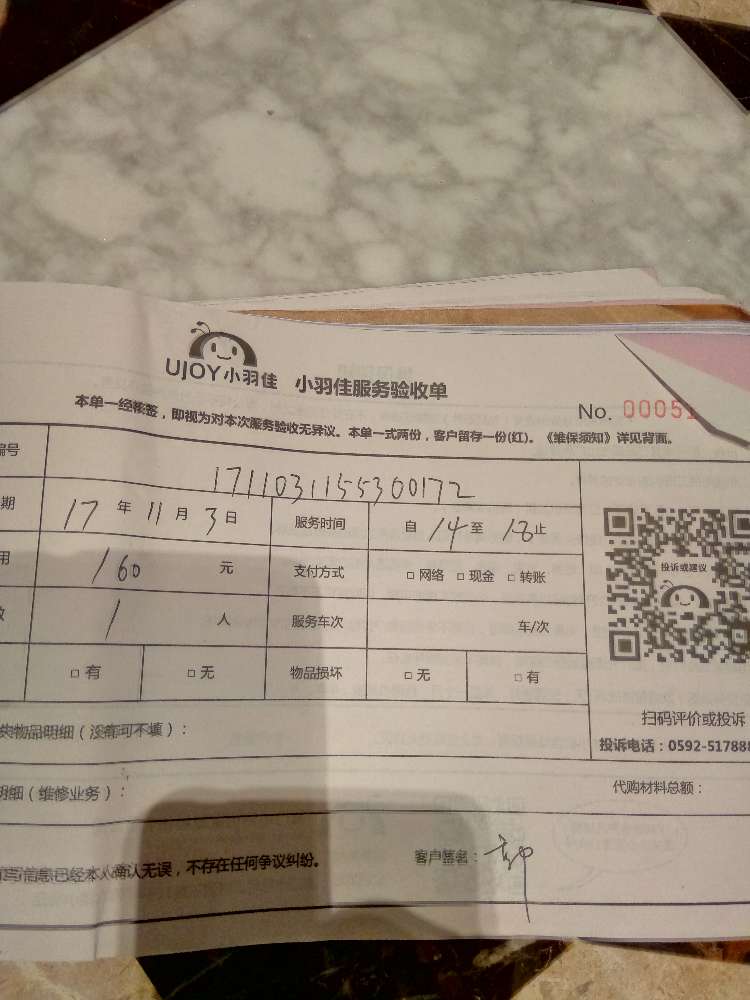 UJOY小羽佳 小羽佳服务验收单
本单一经帐签，即视为对本次服务验收无异议。本单一式两份，客户留存一份(红)。《维保须知》详见背面。
No. 00051
编号 1711031155300172
期 17 年 11 月 3 日 服务时间 自 14 至 18 止
用 160 元 支付方式 □ 网络 □ 现金 □ 转账
数 1 人 服务车次 车/次
□ 有 □ 无 物品损坏 □ 无 □ 有
投诉或建议
扫码评价或投诉
投诉电话：0592-517888
类物品明细（没有可不填）：
明细（维修业务）： 代购材料总额：
写信息已经本人确认无误，不存在任何争议纠纷。 客户签名：